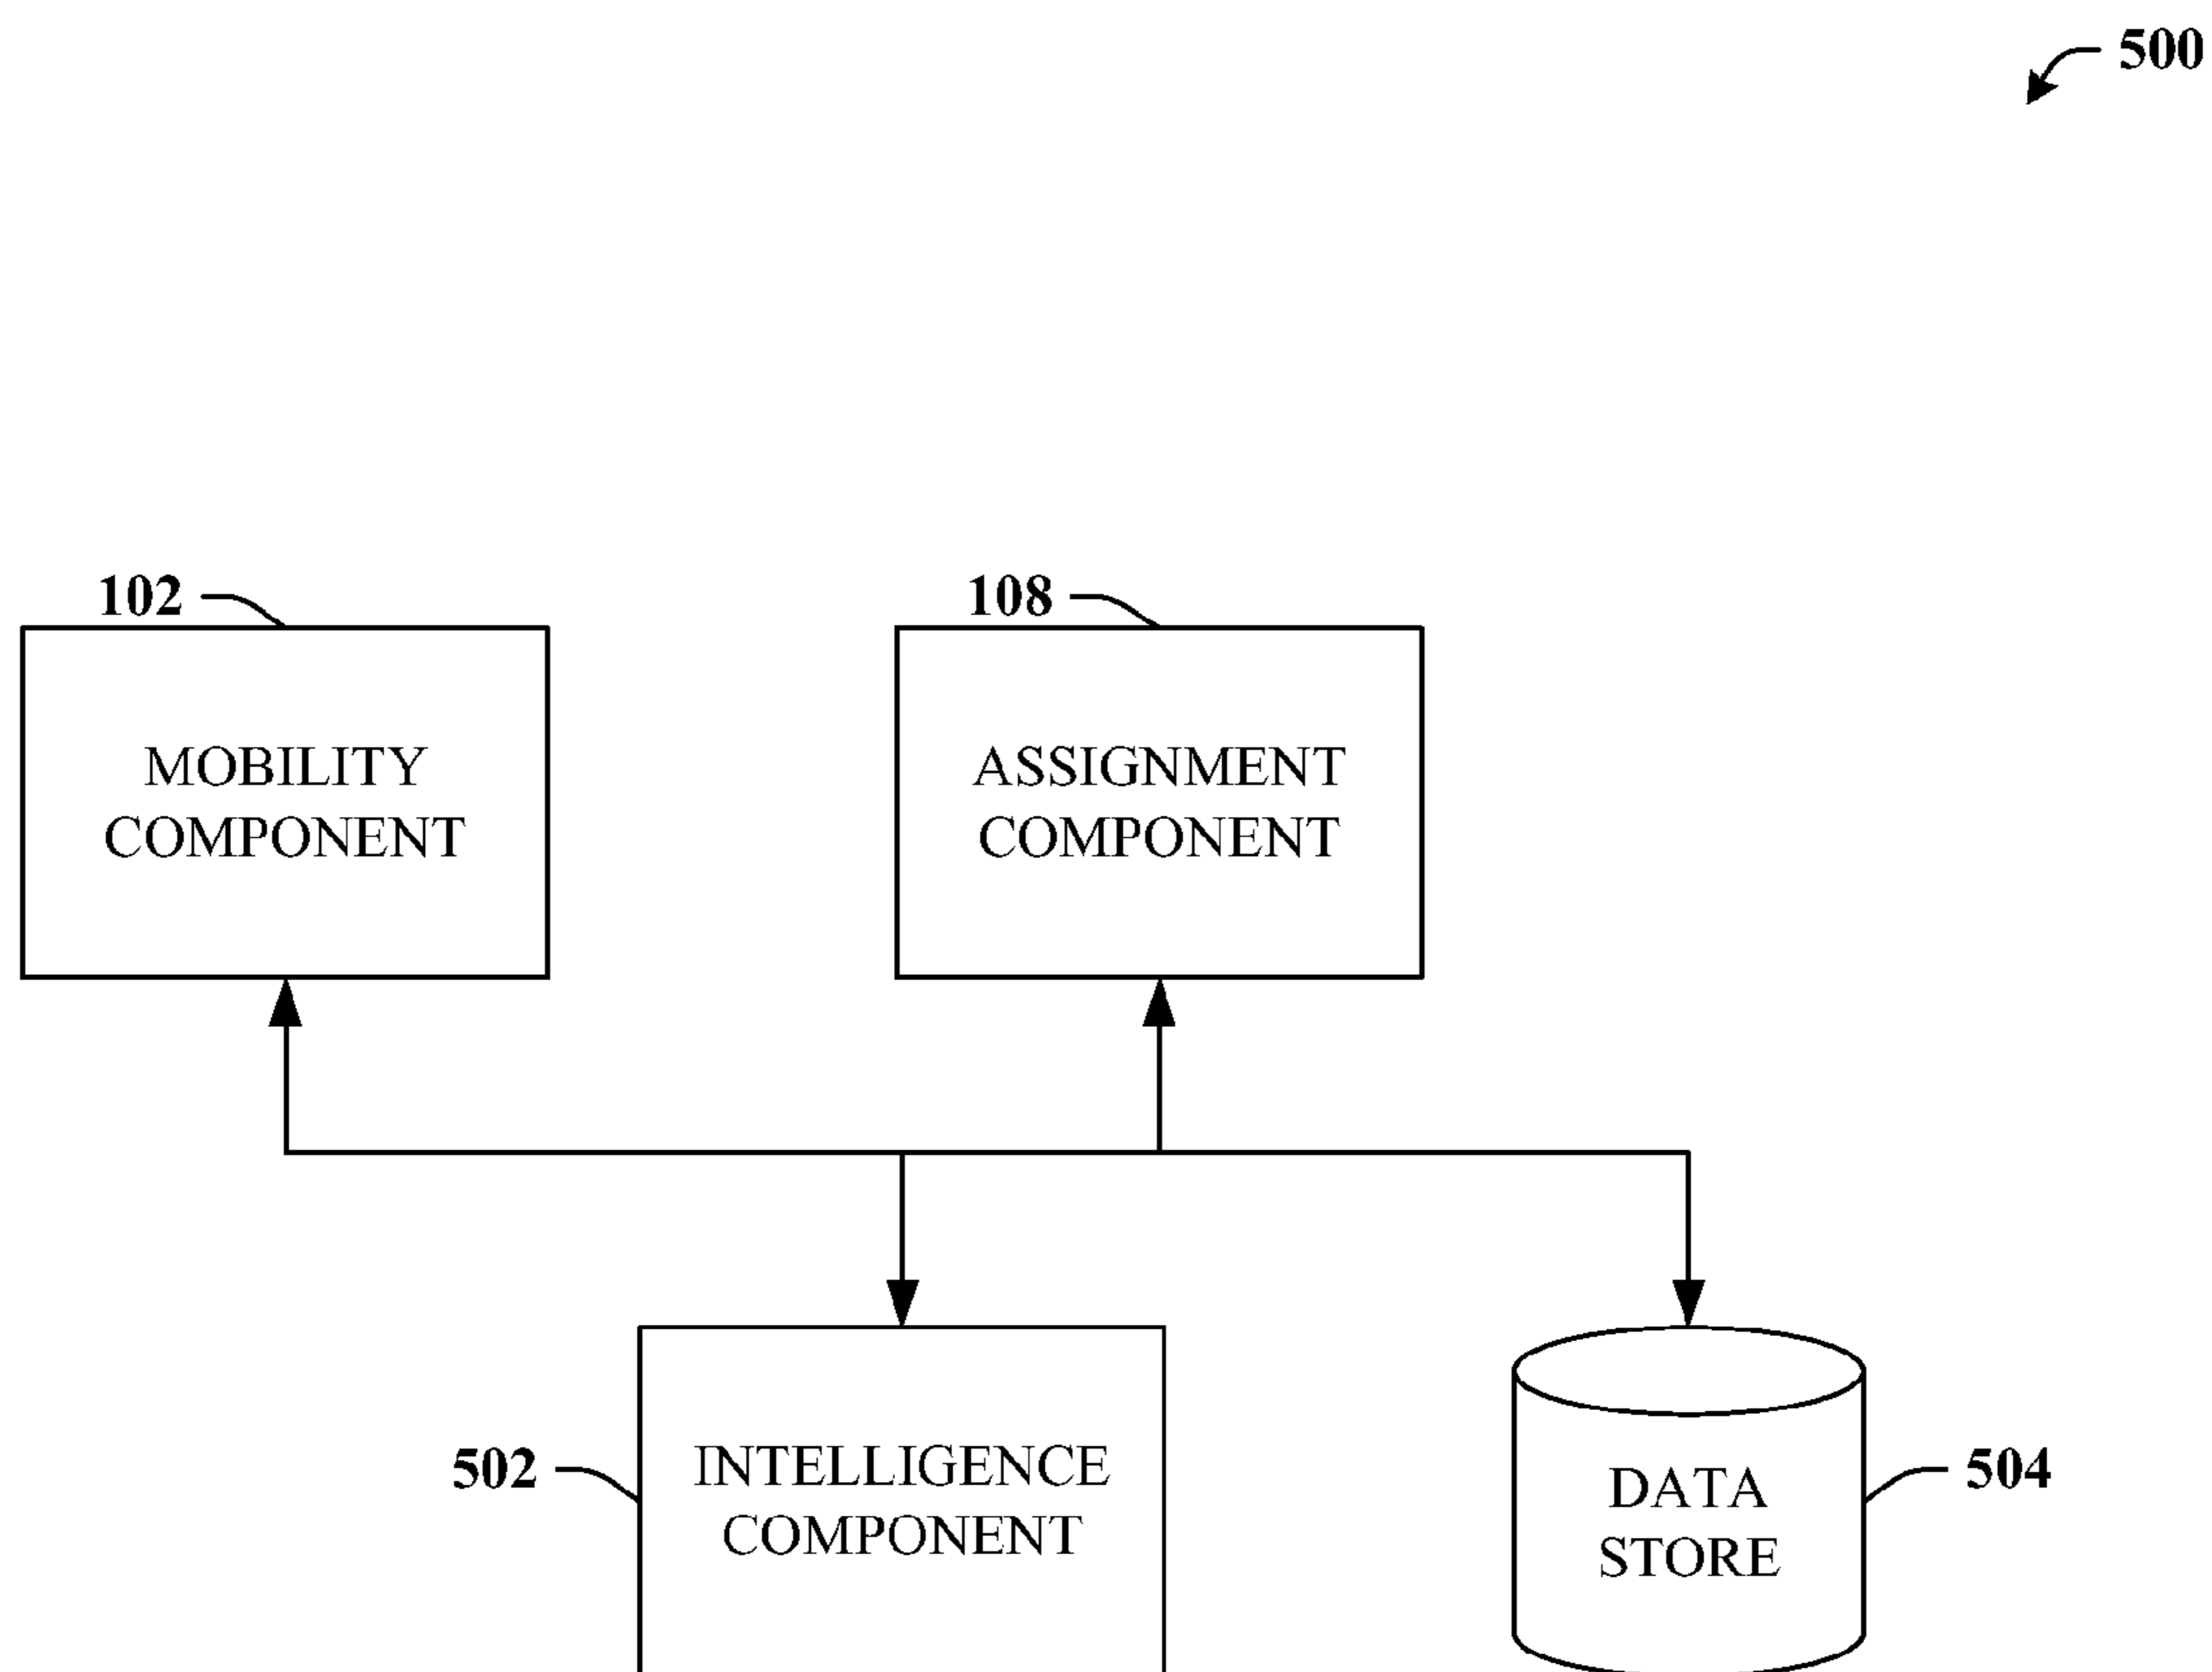 500
102
108
MOBILITY
COMPONENT
ASSIGNMENT
COMPONENT
502
INTELLIGENCE
COMPONENT
DATA
STORE
504